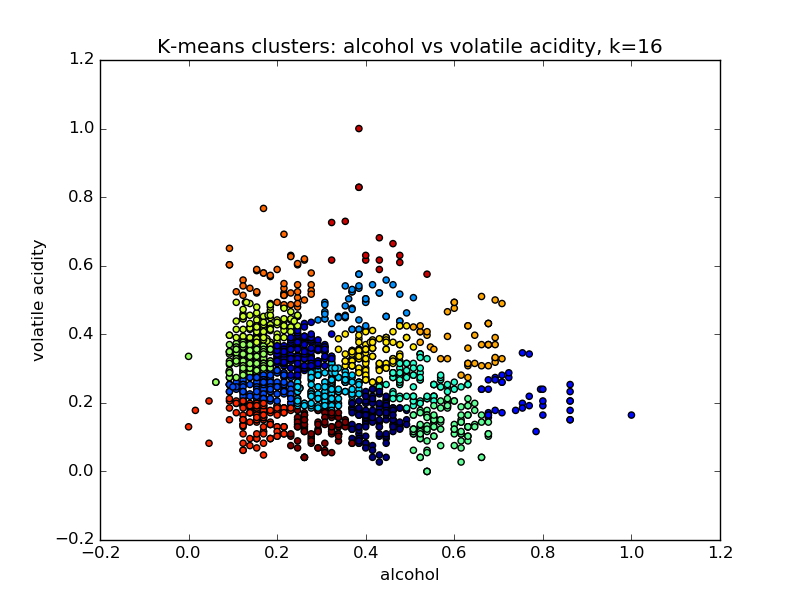 K-means clusters: alcohol vs volatile acidity, k=16
1.2
1.0
0.8
0.6
0.4
0.2
0.0
−0.2
volatile acidity
−0.2 0.0 0.2 0.4 0.6 0.8 1.0 1.2
alcohol